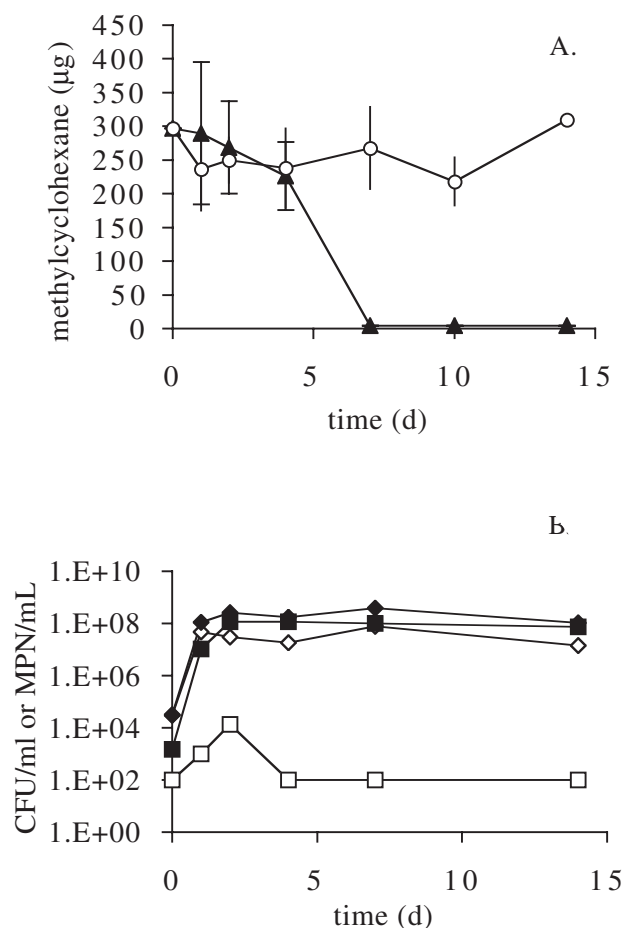 450
400
350
300
250
200
150
100
50
0
methylcyclohexane (µg)
A.
0 5 10 15
time (d)
B.
1.E+10
1.E+08
1.E+06
1.E+04
1.E+02
1.E+00
CFU/ml or MPN/mL
0 5 10 15
time (d)